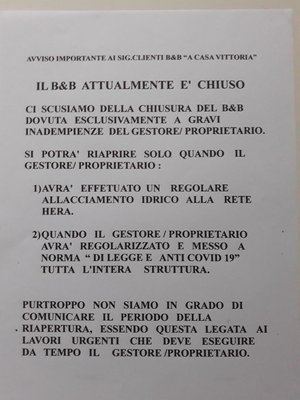 AVVISO IMPORTANTE AI SIG.CLIENTI B&B "A CASA VITTORIA"
IL B&B ATTUALMENTE E' CHIUSO
CI SCUSIAMO DELLA CHIUSURA DEL B&B
DOVUTA ESCLUSIVAMENTE A GRAVI
INADEMPIENZE DEL GESTORE/PROPRIETARIO.
SI POTRA' RIAPRIRE SOLO QUANDO IL
GESTORE/PROPRIETARIO :
1)AVRA' EFFETUATO UN REGOLARE
ALLACCIAMENTO IDRICO ALLA RETE
HERA.
2)QUANDO IL GESTORE/PROPRIETARIO
AVRA' REGOLARIZZATO E MESSO A
NORMA " DI LEGGE E ANTI COVID 19"
TUTTA L'INTERA STRUTTURA.
PURTROPPO NON SIAMO IN GRADO DI
COMUNICARE IL PERIODO DELLA
RIAPERTURA, ESSENDO QUESTA LEGATA AI
LAVORI URGENTI CHE DEVE ESEGUIRE
DA TEMPO IL GESTORE/PROPRIETARIO.